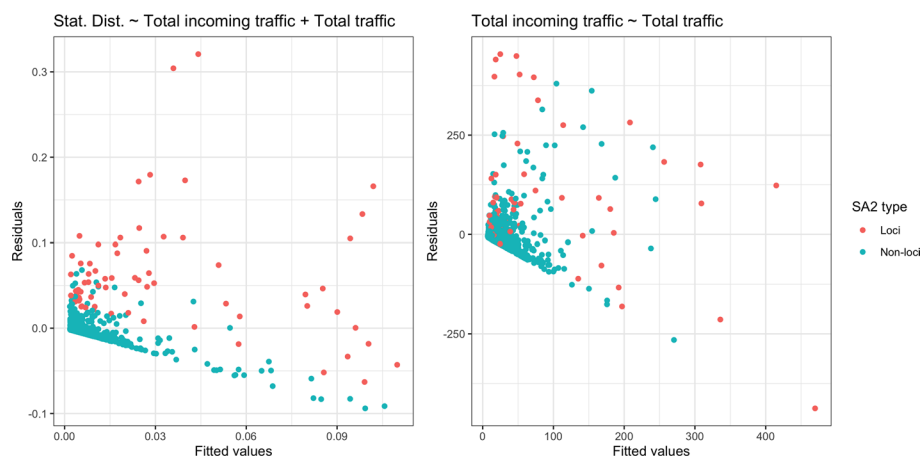 Stat. Dist. ~ Total incoming traffic + Total traffic
Residuals
0.3
0.2
0.1
0.0
-0.1
0.00 0.03 0.06 0.09
Fitted values
Total incoming traffic ~ Total traffic
Residuals
250
0
-250
0 100 200 300 400
Fitted values
SA2 type
Loci
Non-loci